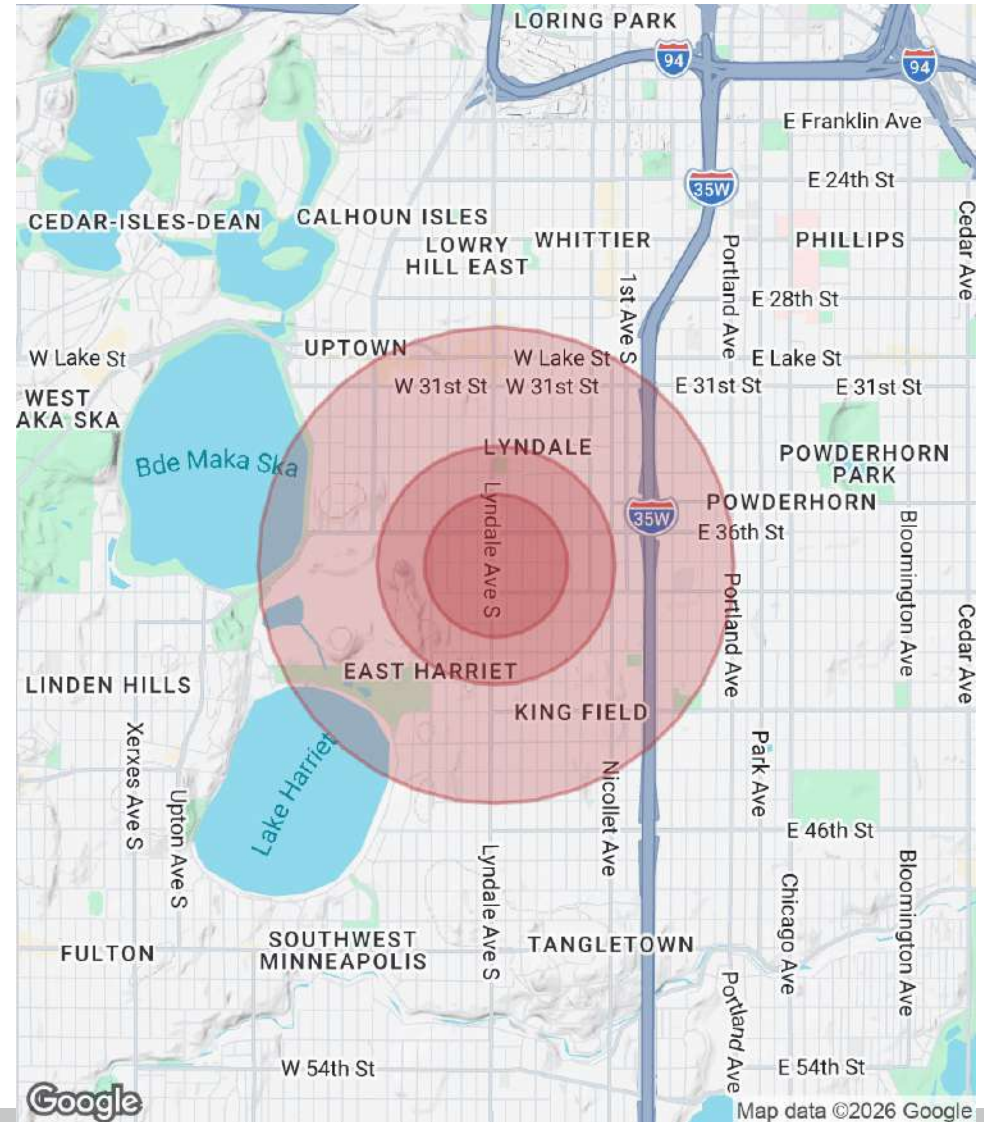 LORING PARK
94
94
E Franklin Ave
35W
E 24th St
CEDAR-ISLES-DEAN
CALHOUN ISLES
LOWRY
HILL EAST
WHITTIER
PHILLIPS
Cedar Ave
1st Ave S
Portland Ave
E 28th St
W Lake St
UPTOWN
W Lake St
E Lake St
WEST
AKA SKA
W 31st St
W 31st St
E 31st St
E 31st St
Bde Maka Ska
LYNDALE
POWDERHORN
PARK
Lyndale Ave S
35W
POWDERHORN
E 36th St
Bloomington Ave
Portland Ave
Cedar Ave
EAST HARRIET
LINDEN HILLS
KING FIELD
Xerxes Ave S
Upton Ave S
Lake Harriet
Nicollet Ave
Park Ave
E 46th St
Lyndale Ave S
Chicago Ave
Bloomington Ave
FULTON
SOUTHWEST
MINNEAPOLIS
TANGLETOWN
Portland Ave
W 54th St
E 54th St
Google
Map data ©2026 Google